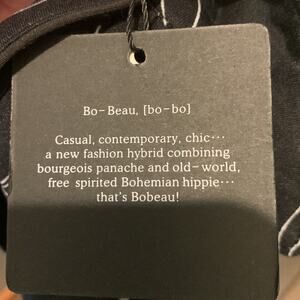 Bo-Beau, [bo-bo]
Casual, contemporary, chic···
a new fashion hybrid combining
bourgeois panache and old-world,
free spirited Bohemian hippie···
that's Bobeau!